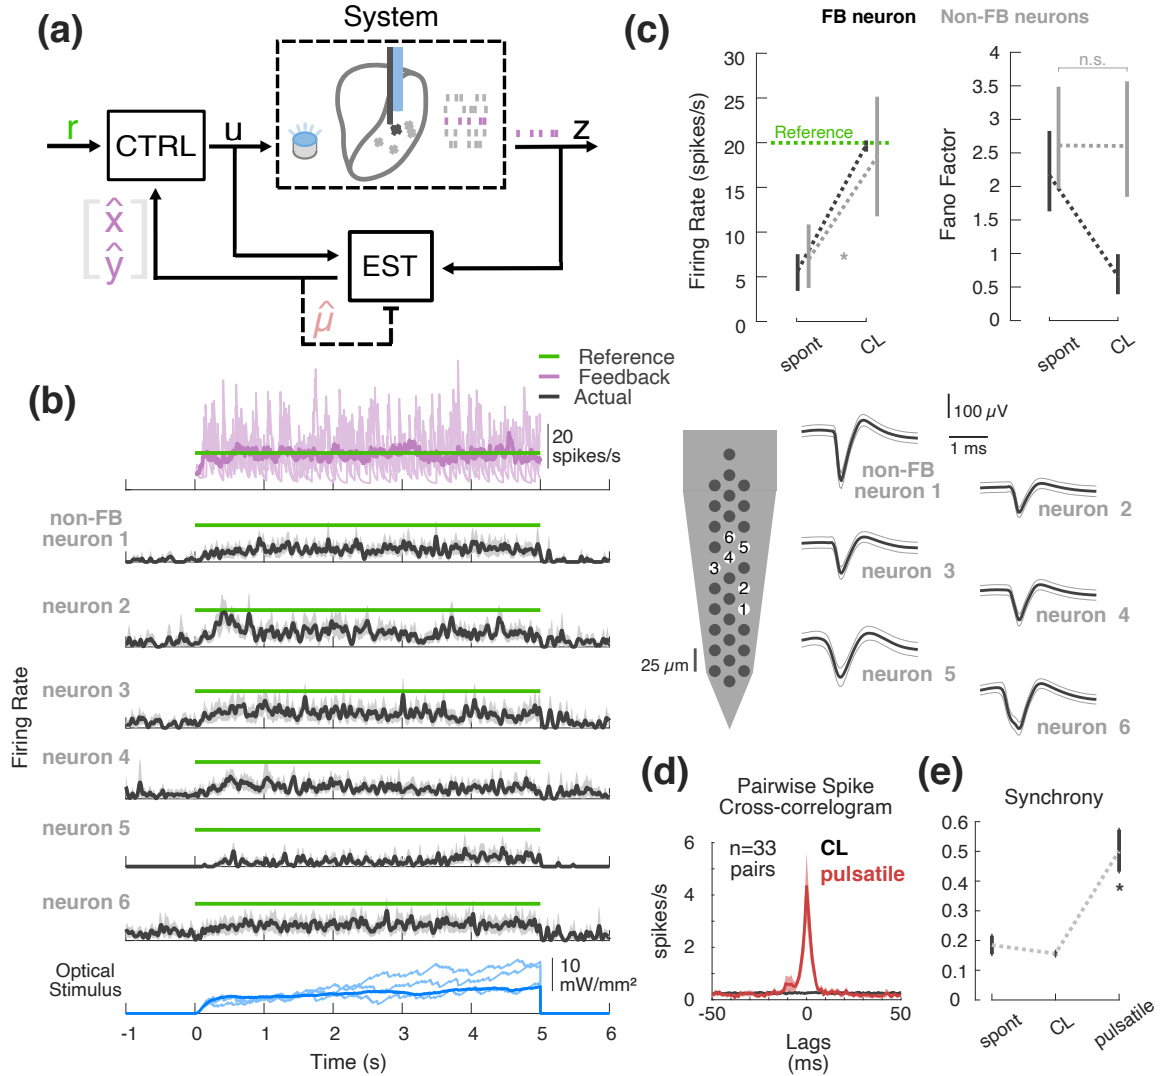 (a)
System
r
CTRL
u
z
x̂
ŷ
EST
μ̂
(b)
Reference
Feedback
Actual
20
spikes/s
non-FB
neuron 1
neuron 2
neuron 3
neuron 4
neuron 5
neuron 6
Firing Rate
Optical
Stimulus
10
mW/mm²
-1 0 1 2 3 4 5 6
Time (s)
(c)
FB neuron Non-FB neurons
Firing Rate (spikes/s)
30
25
20
15
10
5
0
Reference
*
spont CL
Fano Factor
4
3.5
3
2.5
2
1.5
1
0.5
0
n.s.
spont CL
25 μm
6
5
4
3
2
1
100 μV
1 ms
non-FB
neuron 1
neuron 2
neuron 3
neuron 4
neuron 5
neuron 6
(d)
Pairwise Spike
Cross-correlogram
n=33
pairs
CL
pulsatile
spikes/s
6
4
2
0
-50 0 50
Lags
(ms)
(e)
Synchrony
0.6
0.5
0.4
0.3
0.2
0.1
0
*
spont CL pulsatile